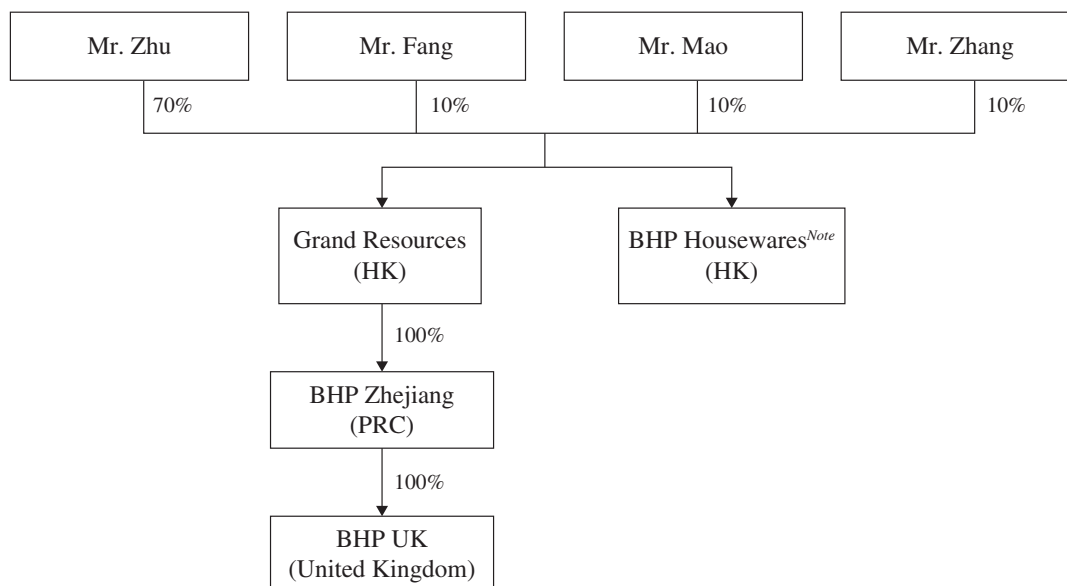 Mr. Zhu
Mr. Fang
Mr. Mao
Mr. Zhang
70%
10%
10%
10%
Grand Resources
(HK)
BHP Housewares Note
(HK)
100%
BHP Zhejiang
(PRC)
100%
BHP UK
(United Kingdom)